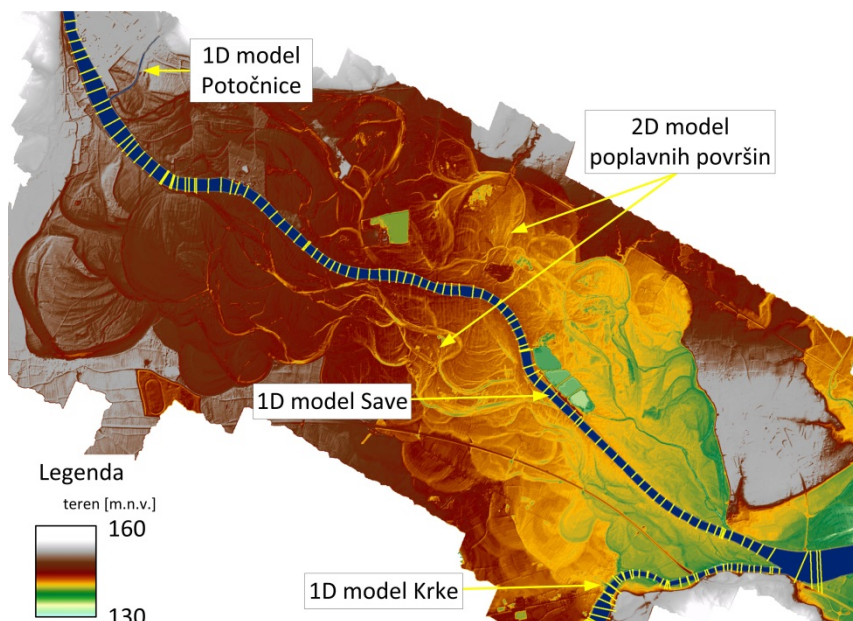 1D model
Potočnice
2D model
poplavnih površin
1D model Save
1D model Krke
Legenda
teren [m.n.v.]
160
130